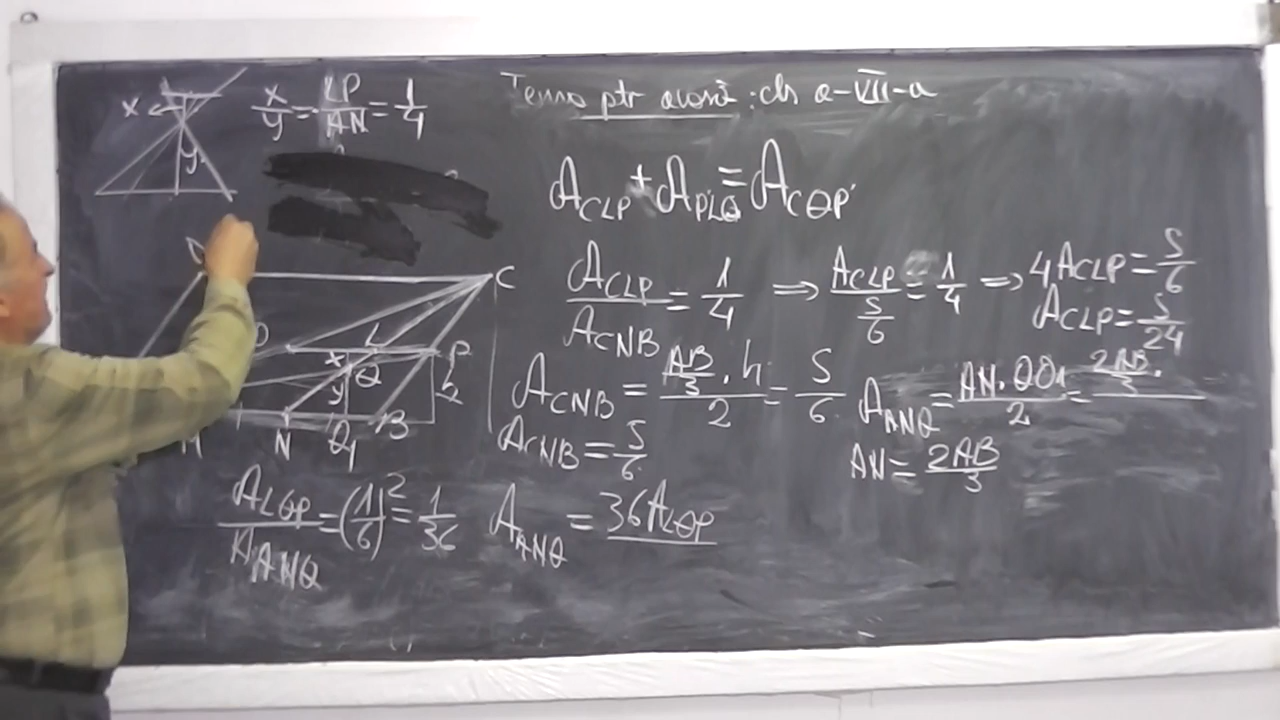 x
y
x/y = LP/AN = 1/4
Temă ptr acasă: cls a-VII-a
A_CLP + A_PLQ = A_CQP
C
L
P
x
Q
y
h/2
N
Q₁
B
A_CLP/A_CNB = 1/4 ⇒ A_CLP/(S/6) = 1/4 ⇒ 4A_CLP = S/6
A_CLP = S/24
A_CNB = (AB/3 · h)/2 = S/6
A_CNB = S/6
A_ANQ = (AN · QQ₁)/2 = 2AB/3 ·
AN = 2AB/3
A_LQP/A_ANQ = (1/6)² = 1/36
A_ANQ = 36A_LQP